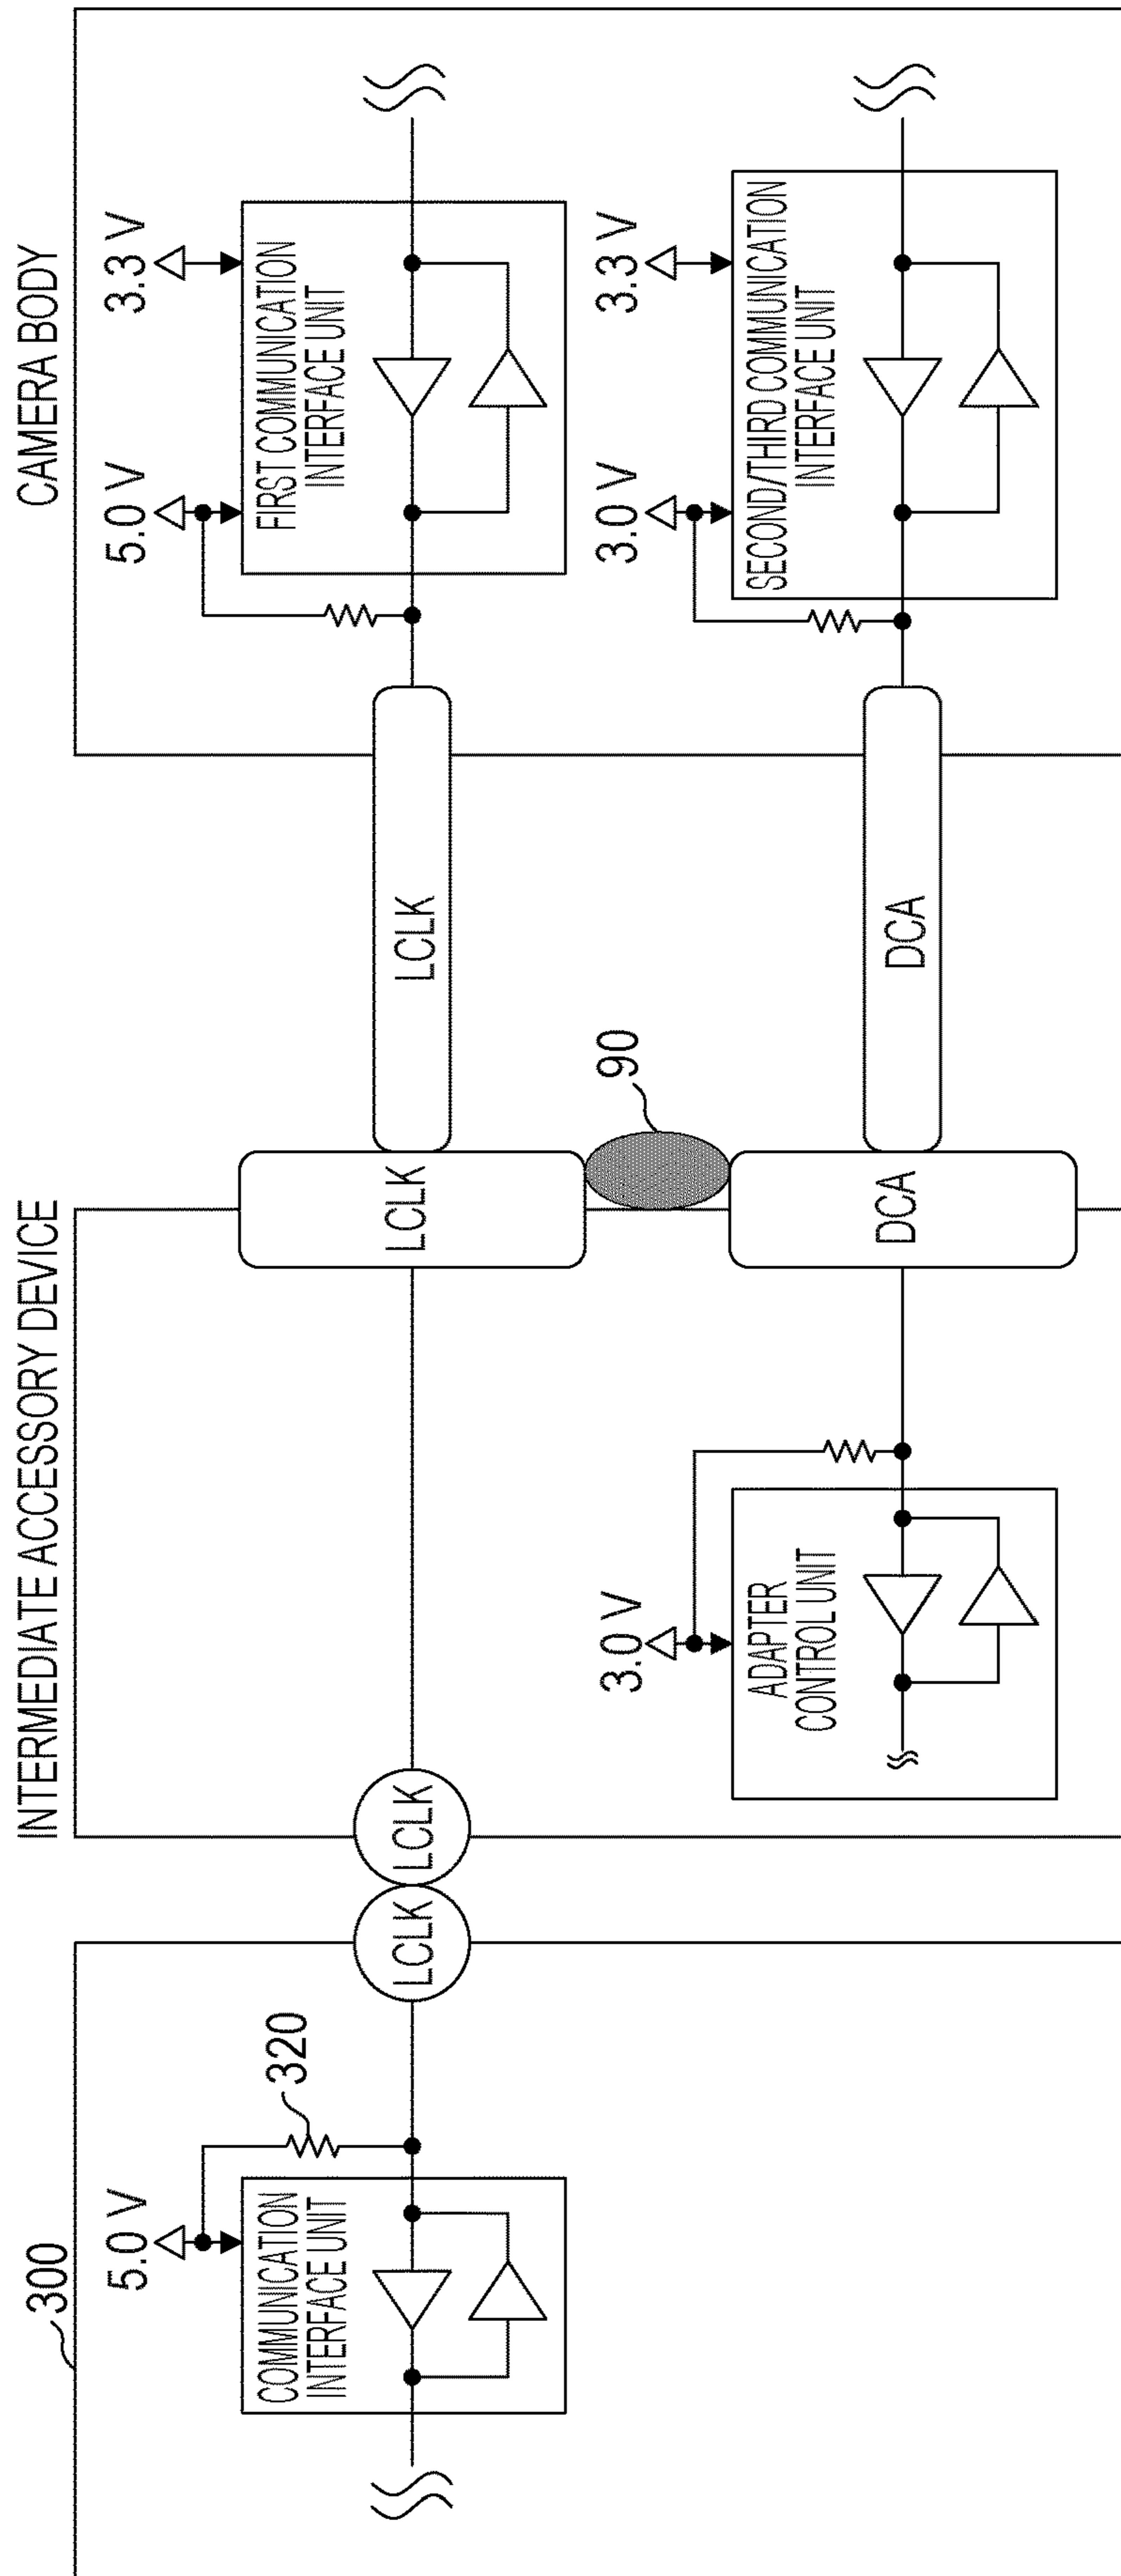 300
INTERMEDIATE ACCESSORY DEVICE
CAMERA BODY
5.0 V
320
COMMUNICATION
INTERFACE UNIT
LCLK
LCLK
LCLK
LCLK
5.0 V
3.3 V
FIRST COMMUNICATION
INTERFACE UNIT
90
3.0 V
ADAPTER
CONTROL UNIT
DCA
DCA
3.0 V
3.3 V
SECOND/THIRD COMMUNICATION
INTERFACE UNIT